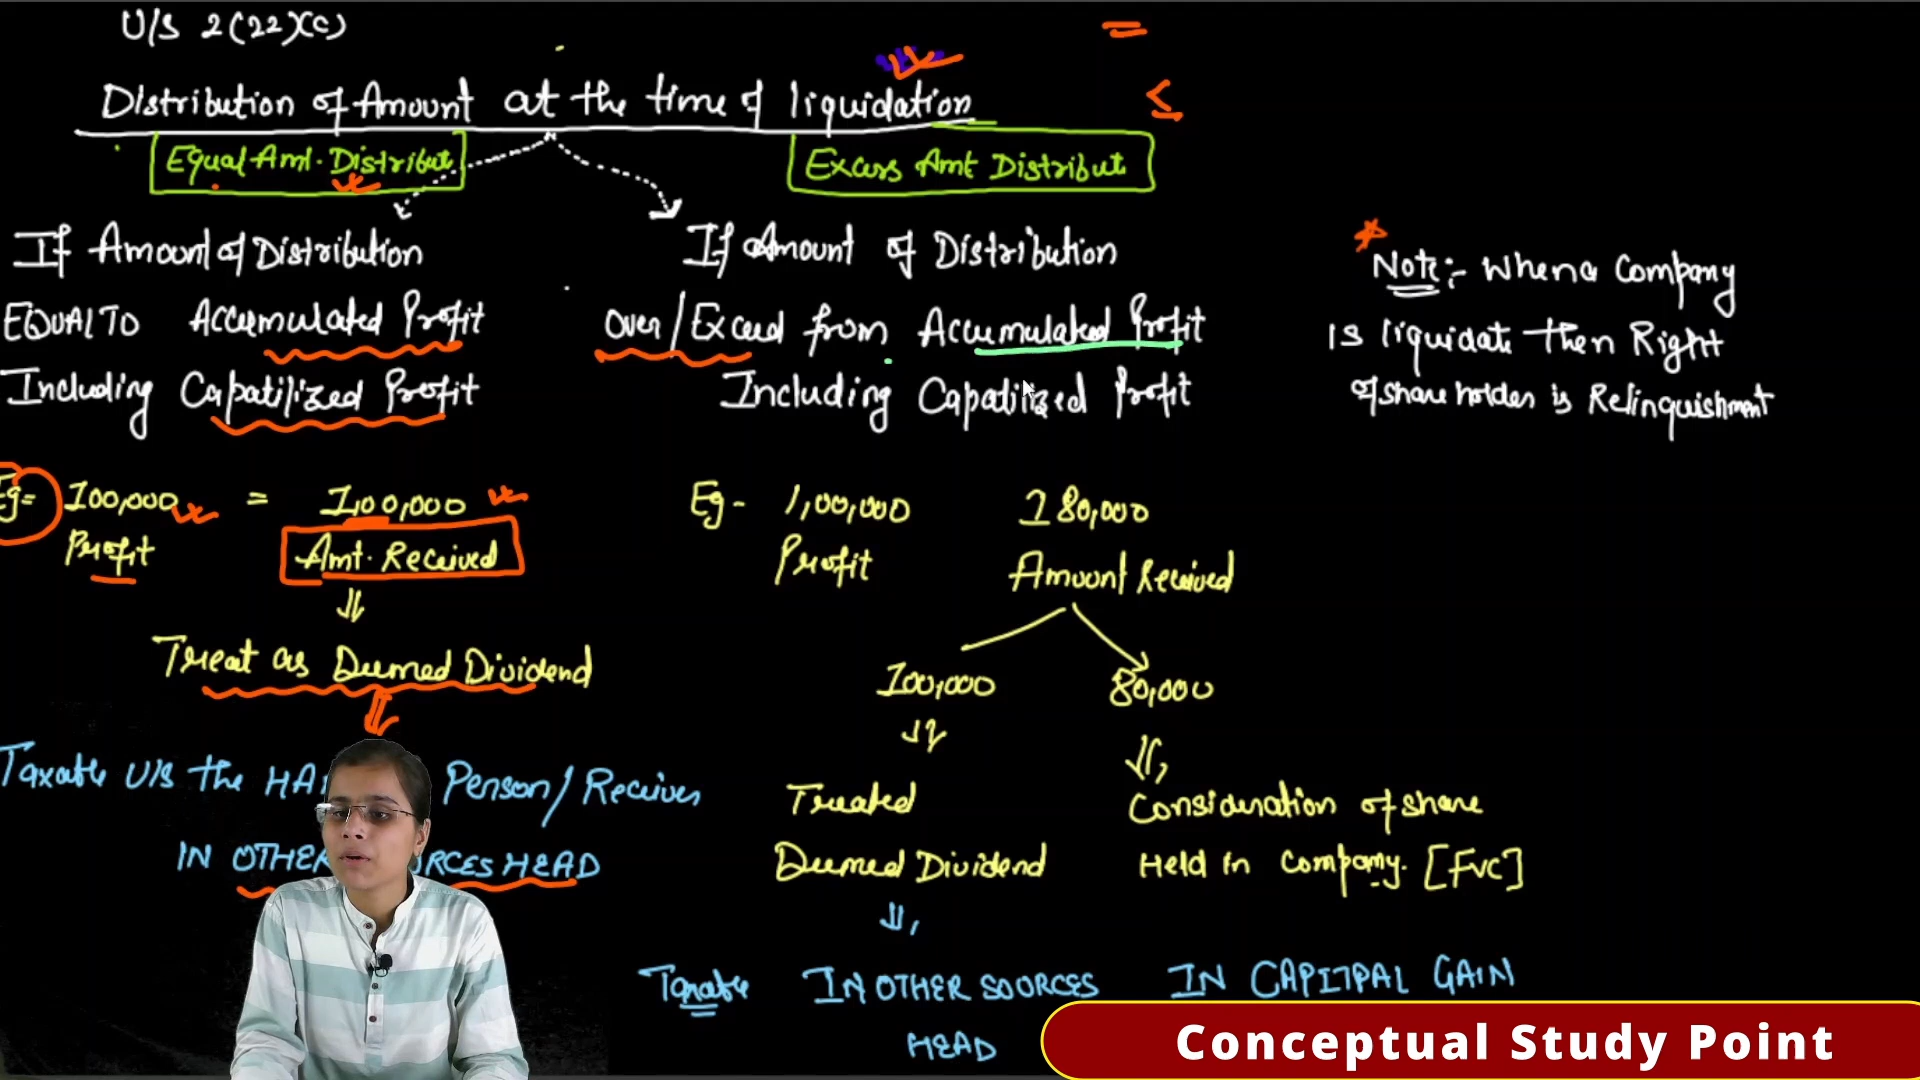 U/S 2(22)(c)
Distribution of Amount at the time of liquidation
Equal Amt. Distribut
Excess Amt Distribut
If Amount of Distribution
EQUAL TO Accumulated Profit
Including Capatilized Profit
If Amount of Distribution
Over/Exceed from Accumulated Profit
Including Capatilized Profit
* Note:- When a Company
is liquidate then Right
of share holder is Relinquishment
Eg= 100,000 = 1,00,000
Profit Amt. Received
Treat as Deemed Dividend
Taxable U/S the Person/Receiver
IN OTHER HEAD
Eg- 1,00,000 180,000
Profit Amount Received
100,000 80,000
Treated
Deemed Dividend
Consideration of share
Held in Company. [FVC]
Taxable IN OTHER SOURCES
HEAD
IN CAPITPAL GAIN
Conceptual Study Point